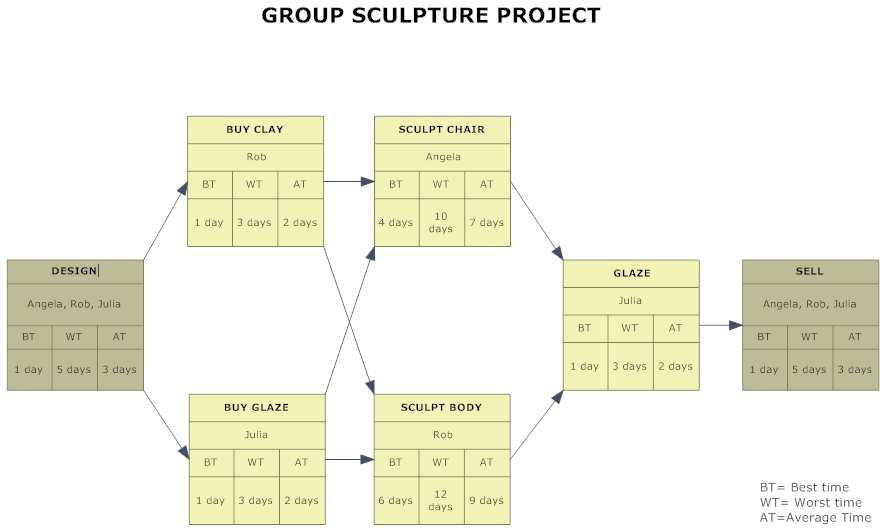 GROUP SCULPTURE PROJECT
BUY CLAY
Rob
BT WT AT
1 day 3 days 2 days
SCULPT CHAIR
Angela
BT WT AT
4 days 10 days 7 days
DESIGN
Angela, Rob, Julia
BT WT AT
1 day 5 days 3 days
GLAZE
Julia
BT WT AT
1 day 3 days 2 days
SELL
Angela, Rob, Julia
BT WT AT
1 day 5 days 3 days
BUY GLAZE
Julia
BT WT AT
1 day 3 days 2 days
SCULPT BODY
Rob
BT WT AT
6 days 12 days 9 days
BT= Best time
WT= Worst time
AT=Average Time